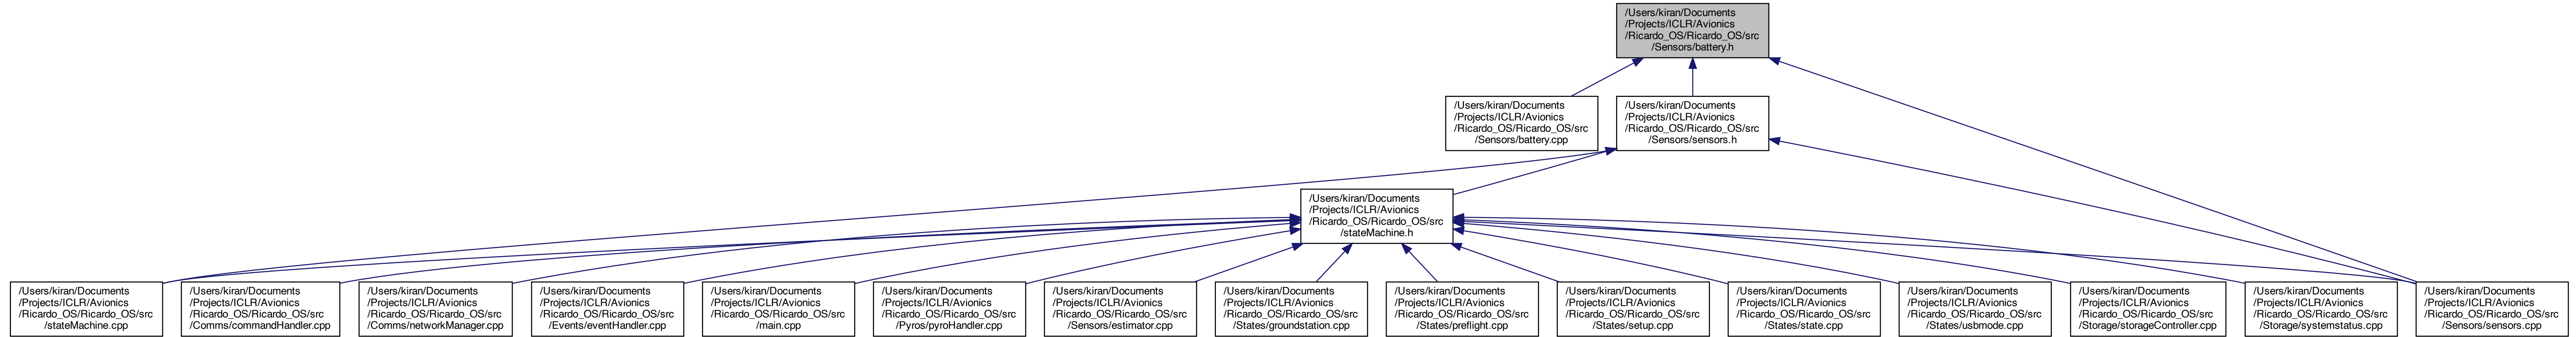 /Users/kiran/Documents
/Projects/ICLR/Avionics
/Ricardo_OS/Ricardo_OS/src
/Sensors/battery.h
/Users/kiran/Documents
/Projects/ICLR/Avionics
/Ricardo_OS/Ricardo_OS/src
/Sensors/battery.cpp
/Users/kiran/Documents
/Projects/ICLR/Avionics
/Ricardo_OS/Ricardo_OS/src
/Sensors/sensors.h
/Users/kiran/Documents
/Projects/ICLR/Avionics
/Ricardo_OS/Ricardo_OS/src
/stateMachine.h
/Users/kiran/Documents
/Projects/ICLR/Avionics
/Ricardo_OS/Ricardo_OS/src
/stateMachine.cpp
/Users/kiran/Documents
/Projects/ICLR/Avionics
/Ricardo_OS/Ricardo_OS/src
/Comms/commandHandler.cpp
/Users/kiran/Documents
/Projects/ICLR/Avionics
/Ricardo_OS/Ricardo_OS/src
/Comms/networkManager.cpp
/Users/kiran/Documents
/Projects/ICLR/Avionics
/Ricardo_OS/Ricardo_OS/src
/Events/eventHandler.cpp
/Users/kiran/Documents
/Projects/ICLR/Avionics
/Ricardo_OS/Ricardo_OS/src
/main.cpp
/Users/kiran/Documents
/Projects/ICLR/Avionics
/Ricardo_OS/Ricardo_OS/src
/Pyros/pyroHandler.cpp
/Users/kiran/Documents
/Projects/ICLR/Avionics
/Ricardo_OS/Ricardo_OS/src
/Sensors/estimator.cpp
/Users/kiran/Documents
/Projects/ICLR/Avionics
/Ricardo_OS/Ricardo_OS/src
/States/groundstation.cpp
/Users/kiran/Documents
/Projects/ICLR/Avionics
/Ricardo_OS/Ricardo_OS/src
/States/preflight.cpp
/Users/kiran/Documents
/Projects/ICLR/Avionics
/Ricardo_OS/Ricardo_OS/src
/States/setup.cpp
/Users/kiran/Documents
/Projects/ICLR/Avionics
/Ricardo_OS/Ricardo_OS/src
/States/state.cpp
/Users/kiran/Documents
/Projects/ICLR/Avionics
/Ricardo_OS/Ricardo_OS/src
/States/usbmode.cpp
/Users/kiran/Documents
/Projects/ICLR/Avionics
/Ricardo_OS/Ricardo_OS/src
/Storage/storageController.cpp
/Users/kiran/Documents
/Projects/ICLR/Avionics
/Ricardo_OS/Ricardo_OS/src
/Storage/systemstatus.cpp
/Users/kiran/Documents
/Projects/ICLR/Avionics
/Ricardo_OS/Ricardo_OS/src
/Sensors/sensors.cpp